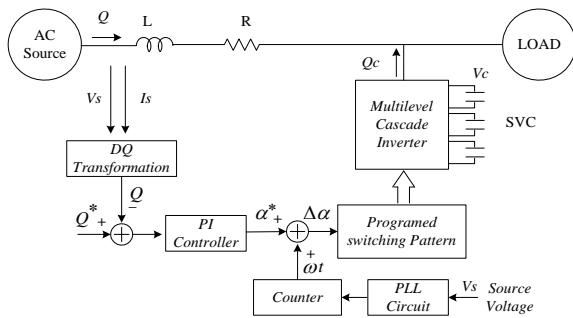 AC
Source
Q
L
R
LOAD
Vs
Is
Qc
Vc
Multilevel
Cascade
Inverter
SVC
DQ
Transformation
Q
−
Q*
+
PI
Controller
α*
+
Δα
Programed
switching Pattern
+
ωt
Counter
PLL
Circuit
Vs
Source
Voltage